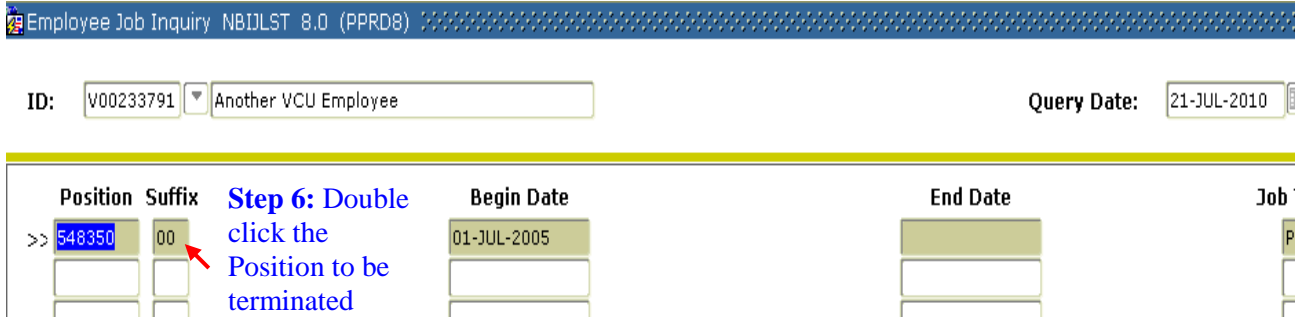 Employee Job Inquiry NBIJLST 8.0 (PPRD8)
ID: V00233791 Another VCU Employee Query Date: 21-JUL-2010
Position Suffix Begin Date End Date Job
>> 548350 00 01-JUL-2005 P
Step 6: Double
click the
Position to be
terminated